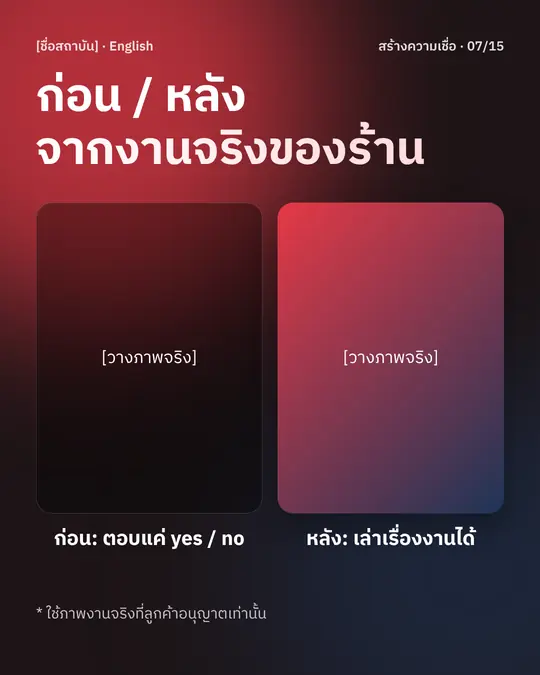 [ชื่อสถาบัน] · English
สร้างความเชื่อ · 07/15
ก่อน / หลัง
จากงานจริงของร้าน
[วางภาพจริง]
[วางภาพจริง]
ก่อน: ตอบแค่ yes / no
หลัง: เล่าเรื่องงานได้
* ใช้ภาพงานจริงที่ลูกค้าอนุญาตเท่านั้น